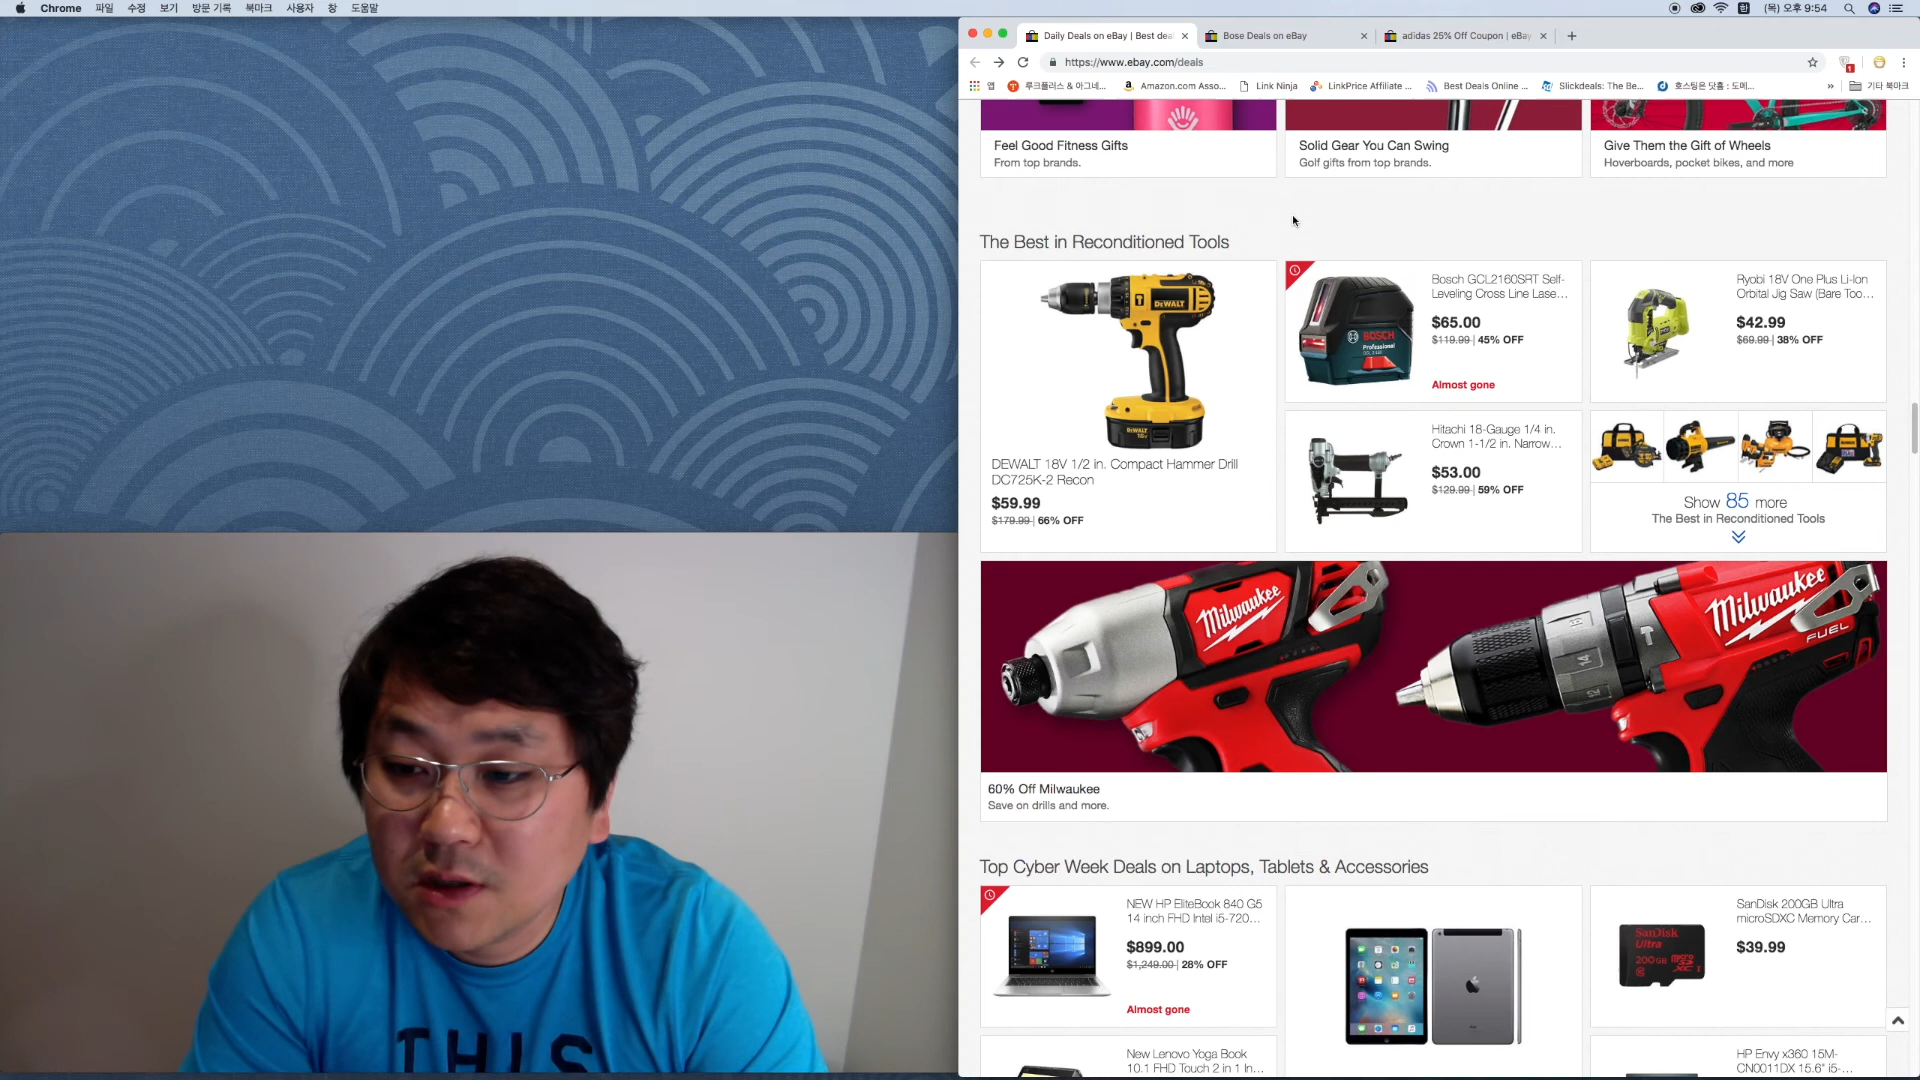 Chrome 파일 수정 보기 방문 기록 북마크 사용자 창 도움말
(목) 오후 9:54
Daily Deals on eBay | Best deal
Bose Deals on eBay
adidas 25% Off Coupon | eBay
https://www.ebay.com/deals
앱
루크플러스 & 아그네...
Amazon.com Asso...
Link Ninja
LinkPrice Affiliate ...
Best Deals Online ...
Slickdeals: The Be...
호스팅은 닷홈 : 도메...
»
기타 북마크
Feel Good Fitness Gifts
From top brands.
Solid Gear You Can Swing
Golf gifts from top brands.
Give Them the Gift of Wheels
Hoverboards, pocket bikes, and more
The Best in Reconditioned Tools
DEWALT
DEWALT 18V 1/2 in. Compact Hammer Drill
DC725K-2 Recon
$59.99
$179.99 | 66% OFF
BOSCH
Professional
Bosch GCL2160SRT Self-
Leveling Cross Line Lase...
$65.00
$119.99 | 45% OFF
Almost gone
Ryobi 18V One Plus Li-Ion
Orbital Jig Saw (Bare Too...
$42.99
$69.99 | 38% OFF
Hitachi 18-Gauge 1/4 in.
Crown 1-1/2 in. Narrow...
$53.00
$129.99 | 59% OFF
Show 85 more
The Best in Reconditioned Tools
Milwaukee
Milwaukee
FUEL
60% Off Milwaukee
Save on drills and more.
Top Cyber Week Deals on Laptops, Tablets & Accessories
NEW HP EliteBook 840 G5
14 inch FHD Intel i5-720...
$899.00
$1,249.00 | 28% OFF
Almost gone
SanDisk
Ultra
200GB
SanDisk 200GB Ultra
microSDXC Memory Car...
$39.99
New Lenovo Yoga Book
10.1 FHD Touch 2 in 1 In...
HP Envy x360 15M-
CN0011DX 15.6" i5-...
THIS